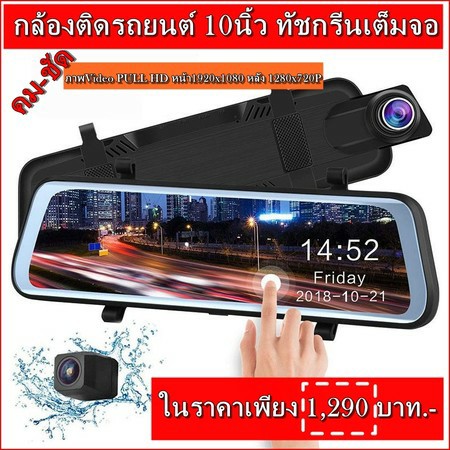 กล้องติดรถยนต์ 10นิ้ว ทัชกรีนเต็มจอ
คม-ชัด
ภาพVideo PULL HD หน้า1920x1080 หลัง 1280x720P
14:52
Friday
2018-10-21
ในราคาเพียง 1,290 บาท.-